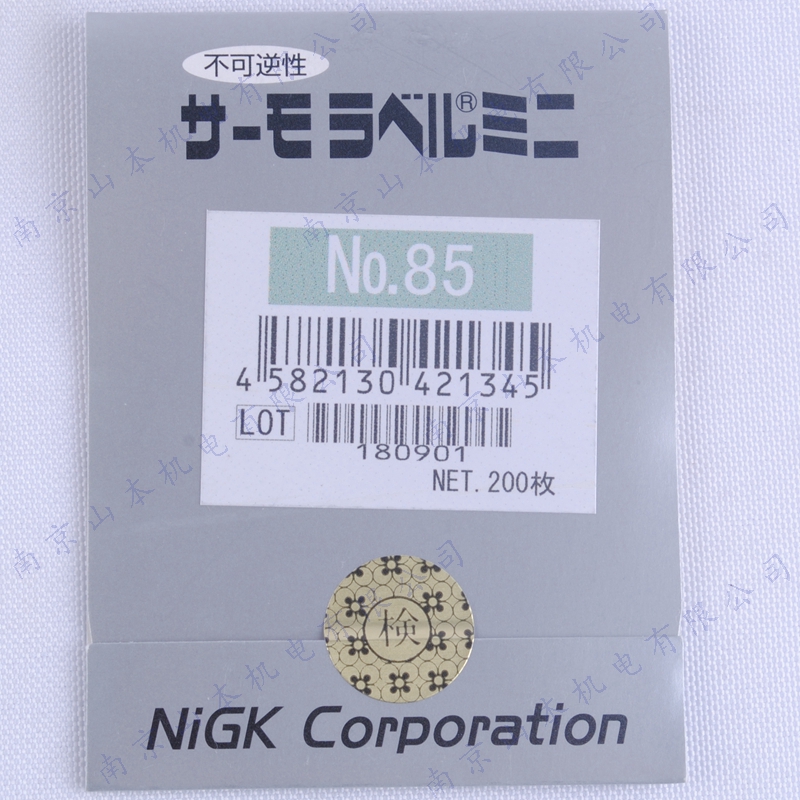 不可逆性
サーモラベル®ミニ
No.85
4 582130 421345
LOT
180901
NET. 200枚
検
NiGK Corporation
南京山本机电有限公司